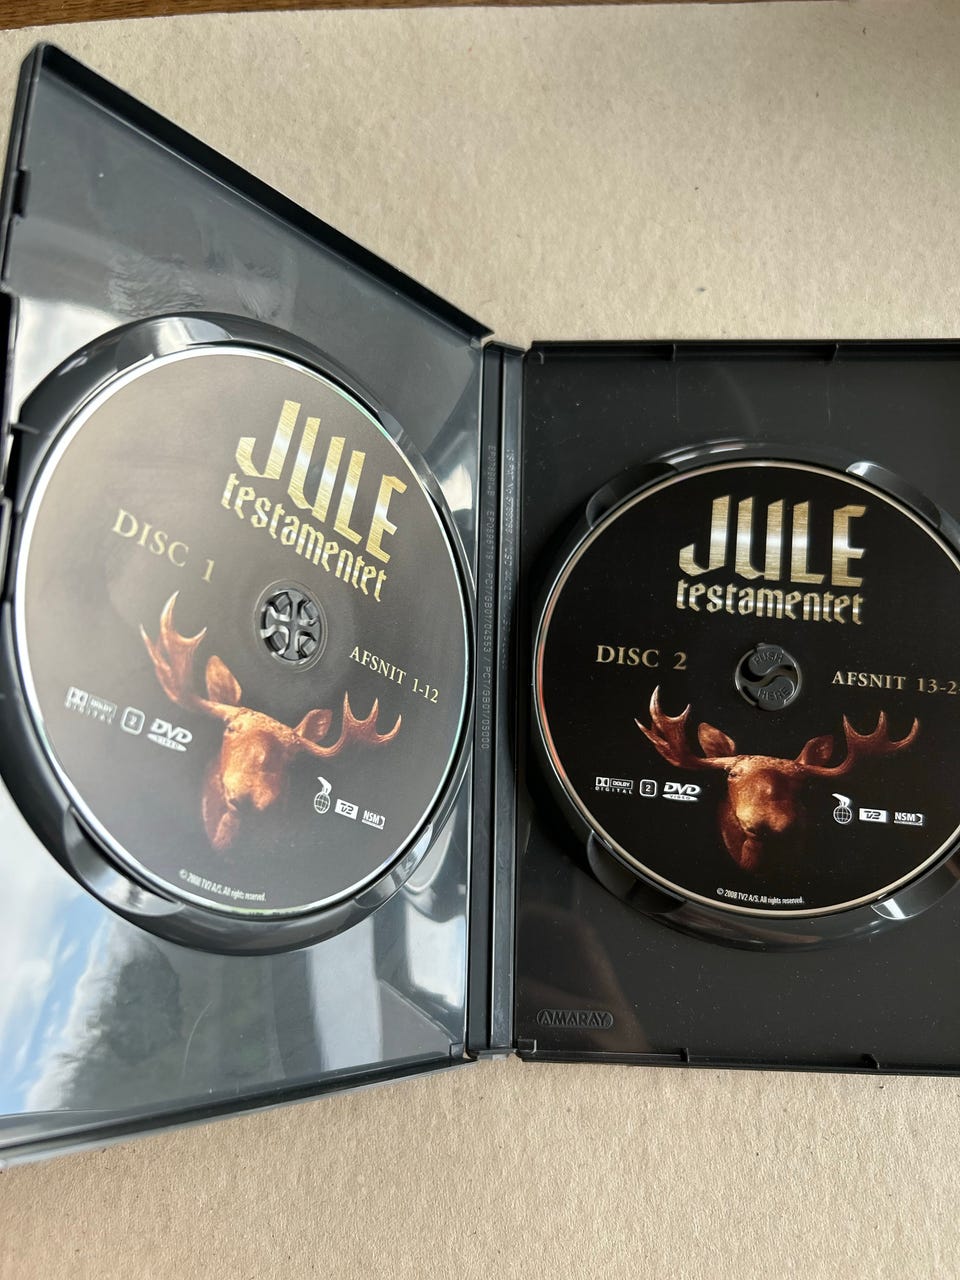 JULE
testamentet
DISC 1
AFSNIT 1-12
DOLBY
DIGITAL
2
DVD
VIDEO
TV2
NSM
© 2008 TV2 A/S. All rights reserved.
JULE
testamentet
DISC 2
PUSH
HERE
AFSNIT 13-2
DOLBY
DIGITAL
2
DVD
VIDEO
TV2
NSM
© 2008 TV2 A/S. All rights reserved.
AMARAY